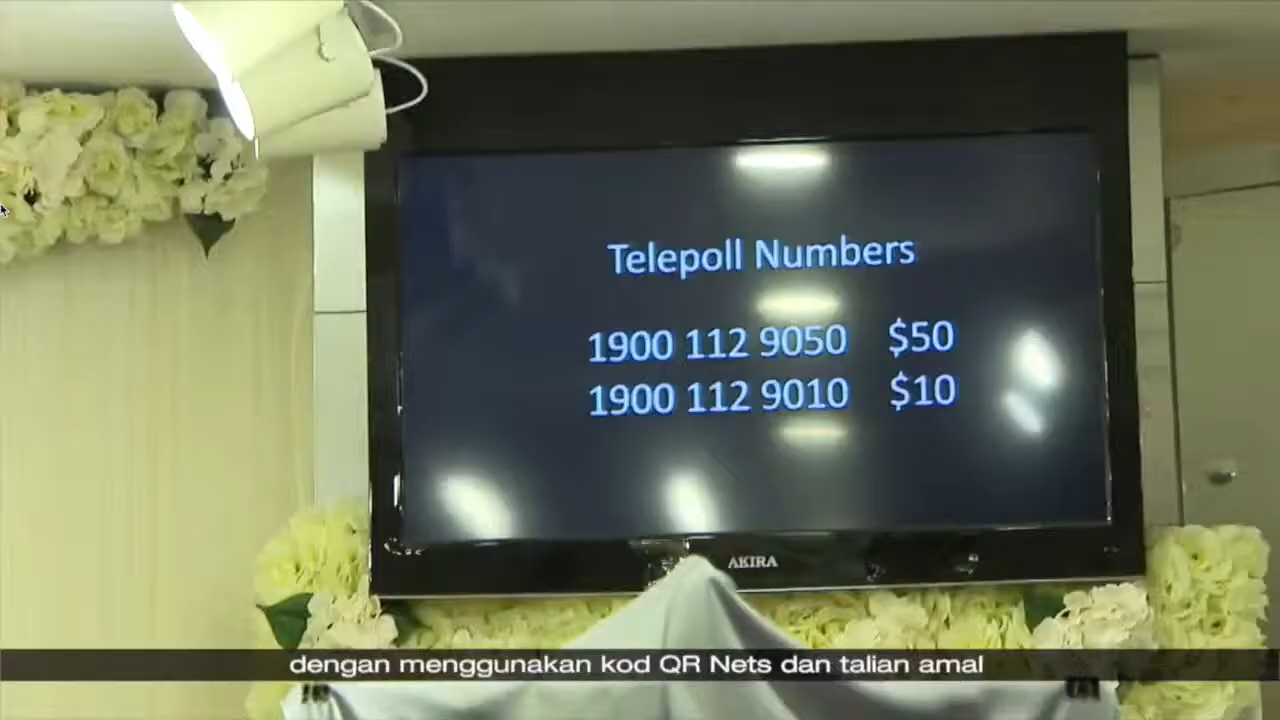 Telepoll Numbers
1900 112 9050 $50
1900 112 9010 $10
AKIRA
dengan menggunakan kod QR Nets dan talian amal